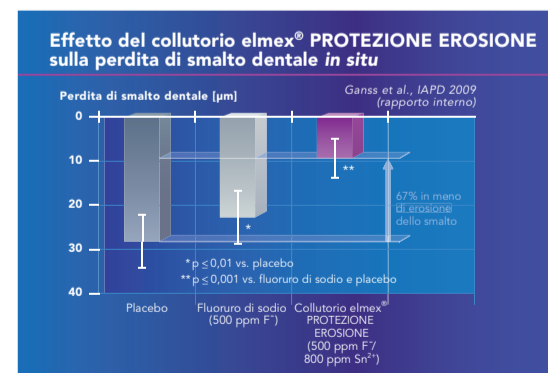 Effetto del collutorio elmex® PROTEZIONE EROSIONE
sulla perdita di smalto dentale in situ
Ganss et al., IAPD 2009
(rapporto interno)
Perdita di smalto dentale [µm]
0
10
20
30
40
*
**
67% in meno
di erosionei
dello smalto
* p ≤ 0,01 vs. placebo
** p ≤ 0,001 vs. fluoruro di sodio e placebo
Placebo
Fluoruro di sodio
(500 ppm F⁻)
Collutorio elmex®
PROTEZIONE
EROSIONE
(500 ppm F⁻/
800 ppm Sn²⁺)